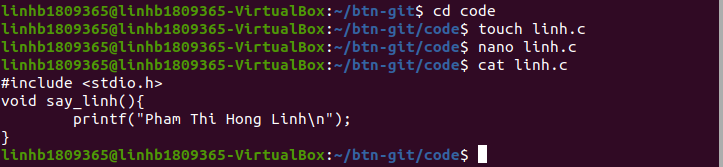 linhb1809365@linhb1809365-VirtualBox:~/btn-git$ cd code
linhb1809365@linhb1809365-VirtualBox:~/btn-git/code$ touch linh.c
linhb1809365@linhb1809365-VirtualBox:~/btn-git/code$ nano linh.c
linhb1809365@linhb1809365-VirtualBox:~/btn-git/code$ cat linh.c
#include <stdio.h>
void say_linh(){
        printf("Pham Thi Hong Linh\n");
}
linhb1809365@linhb1809365-VirtualBox:~/btn-git/code$